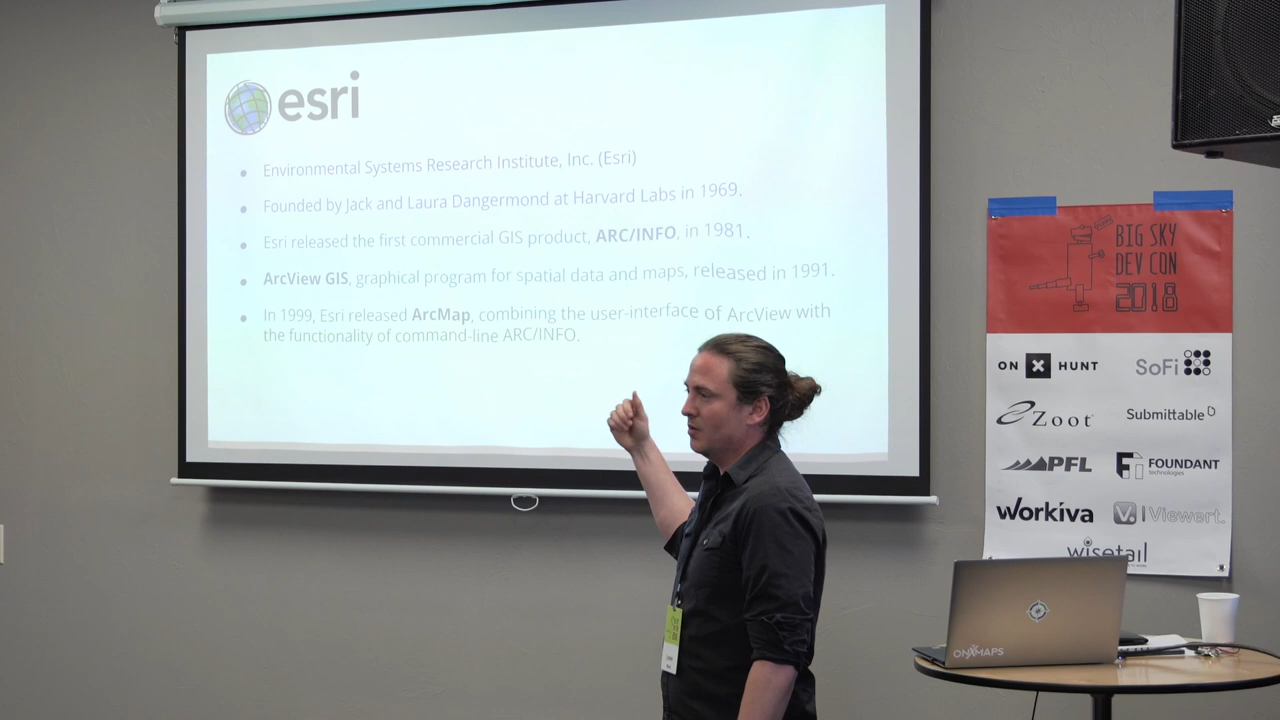 esri
Environmental Systems Research Institute, Inc. (Esri)
Founded by Jack and Laura Dangermond at Harvard Labs in 1969.
Esri released the first commercial GIS product, ARC/INFO, in 1981.
ArcView GIS, graphical program for spatial data and maps, released in 1991.
In 1999, Esri released ArcMap, combining the user-interface of ArcView with
the functionality of command-line ARC/INFO.
BIG SKY
DEV CON
2018
ON X HUNT
SoFi
Zoot
Submittable
PFL
FOUNDANT
technologies
Workiva
V. | Viewert.
wisetail
ONXMAPS